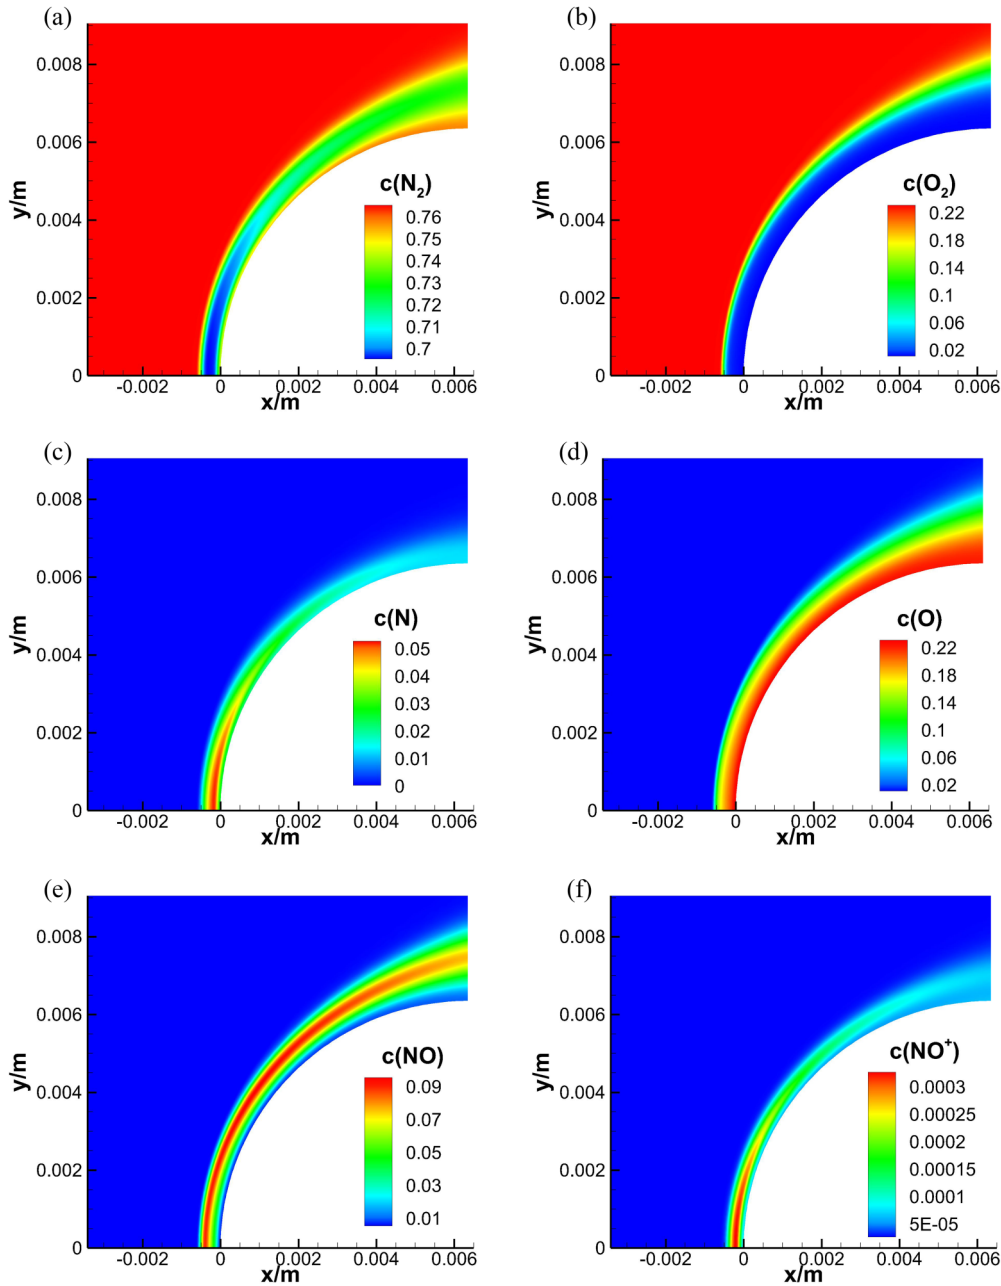 (a)
y/m
0.008
0.006
0.004
0.002
0
-0.002 0 0.002 0.004 0.006
x/m
c(N2)
0.76
0.75
0.74
0.73
0.72
0.71
0.7
(b)
y/m
0.008
0.006
0.004
0.002
0
-0.002 0 0.002 0.004 0.006
x/m
c(O2)
0.22
0.18
0.14
0.1
0.06
0.02
(c)
y/m
0.008
0.006
0.004
0.002
0
-0.002 0 0.002 0.004 0.006
x/m
c(N)
0.05
0.04
0.03
0.02
0.01
0
(d)
y/m
0.008
0.006
0.004
0.002
0
-0.002 0 0.002 0.004 0.006
x/m
c(O)
0.22
0.18
0.14
0.1
0.06
0.02
(e)
y/m
0.008
0.006
0.004
0.002
0
-0.002 0 0.002 0.004 0.006
x/m
c(NO)
0.09
0.07
0.05
0.03
0.01
(f)
y/m
0.008
0.006
0.004
0.002
0
-0.002 0 0.002 0.004 0.006
x/m
c(NO+)
0.0003
0.00025
0.0002
0.00015
0.0001
5E-05